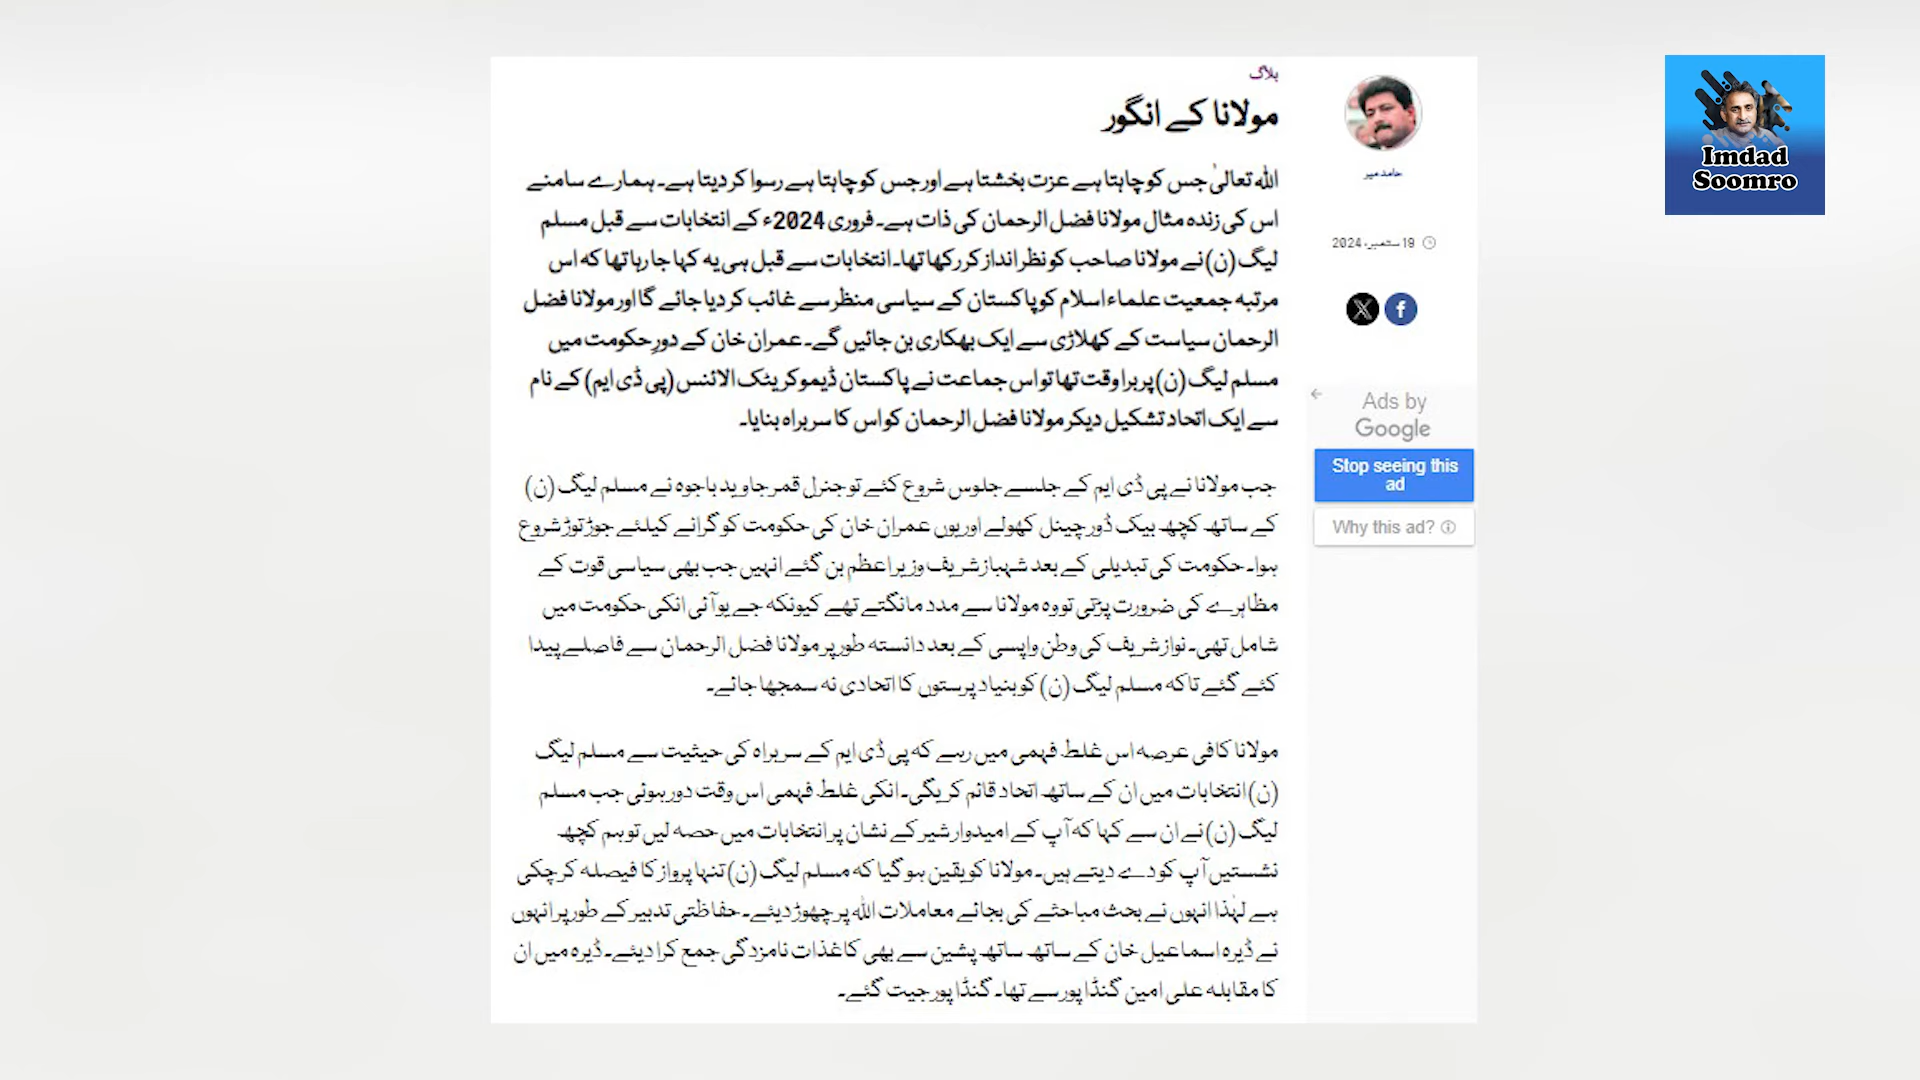 بلاگ
مولانا کے انگور
اللہ تعالیٰ جس کو چاہتا ہے عزت بخشتا ہے اور جس کو چاہتا ہے رسوا کر دیتا ہے۔ ہمارے سامنے
اس کی زندہ مثال مولانا فضل الرحمان کی ذات ہے۔ فروری 2024ء کے انتخابات سے قبل مسلم
لیگ (ن) نے مولانا صاحب کو نظر انداز کر رکھا تھا۔ انتخابات سے قبل ہی یہ کہا جا رہا تھا کہ اس
مرتبہ جمعیت علماء اسلام کو پاکستان کے سیاسی منظر سے غائب کر دیا جائے گا اور مولانا فضل
الرحمان سیاست کے کھلاڑی سے ایک بھکاری بن جائیں گے۔ عمران خان کے دورِ حکومت میں
مسلم لیگ (ن) پر برا وقت تھا تو اس جماعت نے پاکستان ڈیمو کریٹک الائنس (پی ڈی ایم) کے نام
سے ایک اتحاد تشکیل دیکر مولانا فضل الرحمان کو اس کا سربراہ بنایا۔
جب مولانا نے پی ڈی ایم کے جلسے جلوس شروع کئے تو جنرل قمر جاوید باجوہ نے مسلم لیگ (ن)
کے ساتھ کچھ بیک ڈور چینل کھولے اور یوں عمران خان کی حکومت کو گرانے کیلئے جوڑ توڑ شروع
ہوا۔ حکومت کی تبدیلی کے بعد شہباز شریف وزیراعظم بن گئے انہیں جب بھی سیاسی قوت کے
مظاہرے کی ضرورت پڑتی تو وہ مولانا سے مدد مانگتے تھے کیونکہ جے یو آئی انکی حکومت میں
شامل تھی۔ نواز شریف کی وطن واپسی کے بعد دانستہ طور پر مولانا فضل الرحمان سے فاصلے پیدا
کئے گئے تاکہ مسلم لیگ (ن) کو بنیاد پرستوں کا اتحادی نہ سمجھا جائے۔
مولانا کافی عرصہ اس غلط فہمی میں رہے کہ پی ڈی ایم کے سربراہ کی حیثیت سے مسلم لیگ
(ن) انتخابات میں ان کے ساتھ اتحاد قائم کریگی۔ انکی غلط فہمی اس وقت دور ہوئی جب مسلم
لیگ (ن) نے ان سے کہا کہ آپ کے امیدوار شیر کے نشان پر انتخابات میں حصہ لیں تو ہم کچھ
نشستیں آپ کو دے دیتے ہیں۔ مولانا کو یقین ہو گیا کہ مسلم لیگ (ن) تنہا پرواز کا فیصلہ کر چکی
ہے لہٰذا انہوں نے بحث مباحثے کی بجائے معاملات اللہ پر چھوڑ دیئے۔ حفاظتی تدبیر کے طور پر انہوں
نے ڈیرہ اسماعیل خان کے ساتھ ساتھ پشین سے بھی کاغذات نامزدگی جمع کرا دیئے۔ ڈیرہ میں ان
کا مقابلہ علی امین گنڈا پور سے تھا۔ گنڈا پور جیت گئے۔
حامد میر
19 ستمبر، 2024
Ads by
Google
Stop seeing this
ad
Why this ad?
Imdad
Soomro